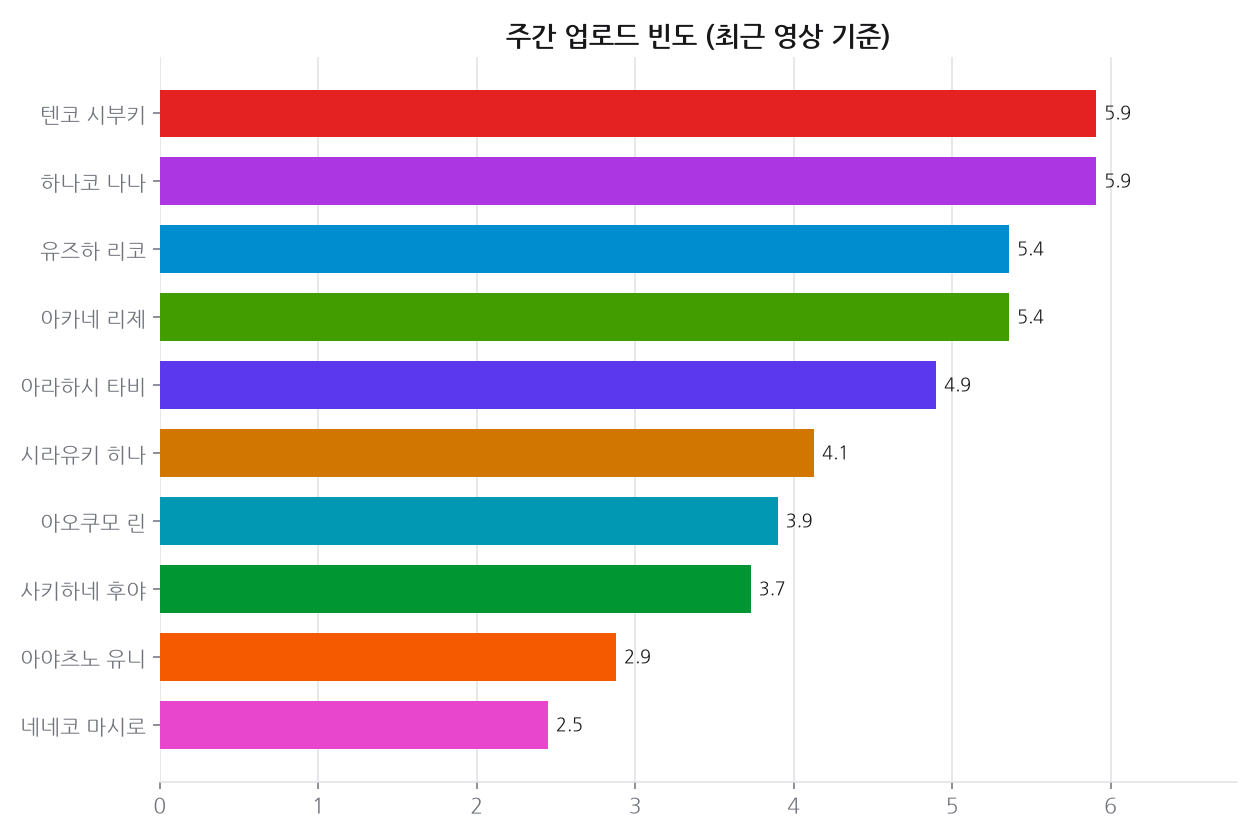 주간 업로드 빈도 (최근 영상 기준)
텐코 시부키 5.9
하나코 나나 5.9
유즈하 리코 5.4
아카네 리제 5.4
아라하시 타비 4.9
시라유키 히나 4.1
아오쿠모 린 3.9
사키하네 후야 3.7
아야츠노 유니 2.9
네네코 마시로 2.5
0 1 2 3 4 5 6